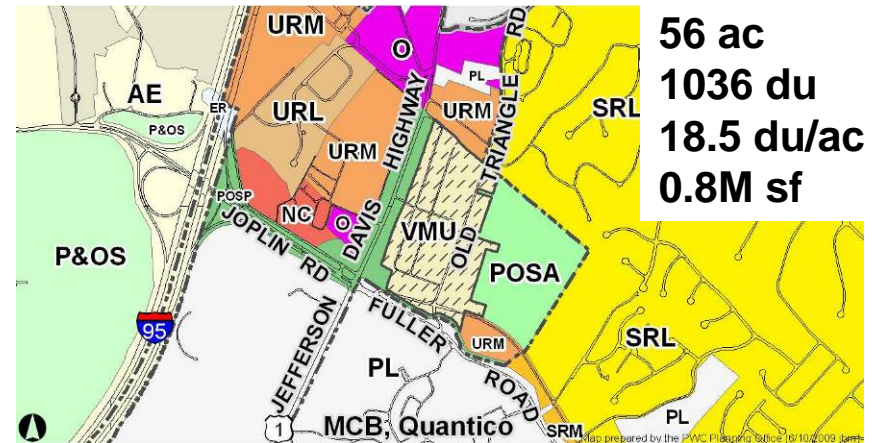 56 ac
1036 du
18.5 du/ac
0.8M sf
URM
O
AE
PL
ER
URL
URM
SRL
P&OS
URM
JEFFERSON DAVIS HIGHWAY
OLD TRIANGLE RD
POSP
NC
O
VMU
JOPLIN RD
P&OS
POSA
95
FULLER ROAD
URM
SRL
PL
1
MCB, Quantico
SRM
PL
Map prepared by the PWC Planning Office (6/10/2009 jbm)